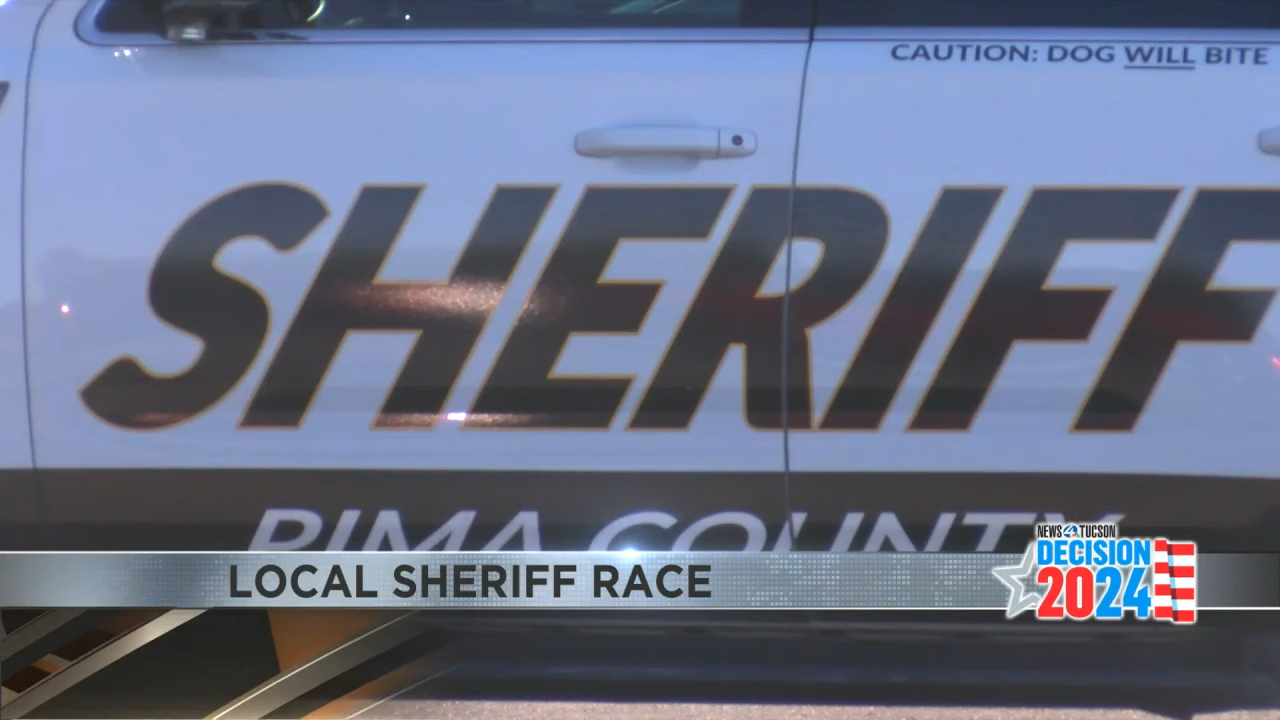 CAUTION: DOG WILL BITE
SHERIFF
PIMA COUNTY
LOCAL SHERIFF RACE
NEWS 4 TUCSON
DECISION
2024